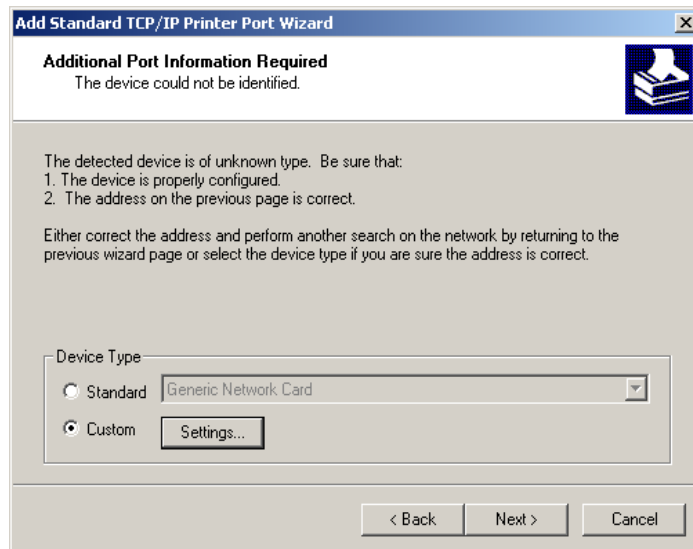 Add Standard TCP/IP Printer Port Wizard
Additional Port Information Required
The device could not be identified.
The detected device is of unknown type.  Be sure that:
1. The device is properly configured.
2.  The address on the previous page is correct.
Either correct the address and perform another search on the network by returning to the
previous wizard page or select the device type if you are sure the address is correct.
Device Type
Standard Generic Network Card
Custom Settings...
< Back Next > Cancel